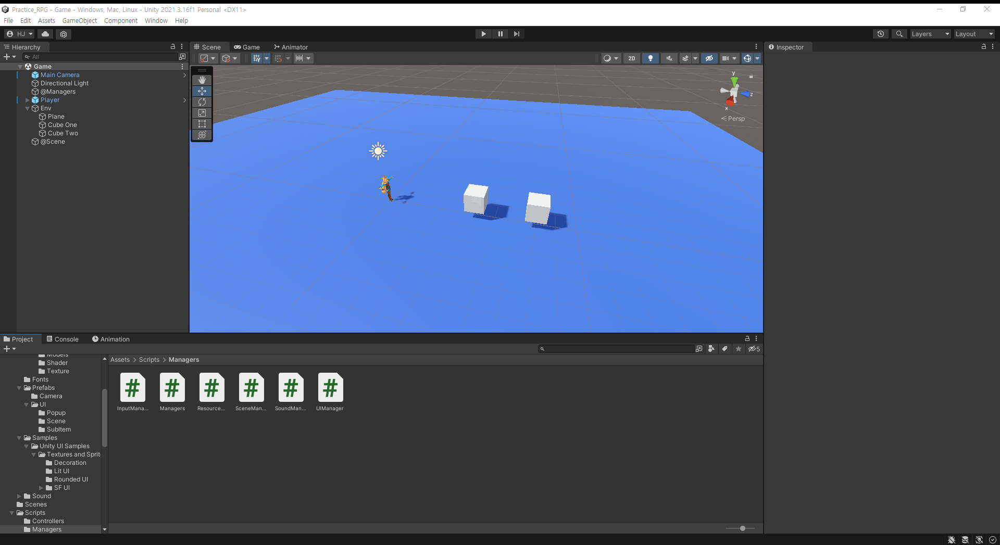 Practice_RPG - Game - Windows, Mac, Linux - Unity 2021.3.16f1 Personal <DX11>
File Edit Assets GameObject Component Window Help
HJ
Layers Layout
Hierarchy
All
Game
Main Camera
Directional Light
@Managers
Player
Env
Plane
Cube One
Cube Two
@Scene
Scene Game Animator
2D
y
z
x
Persp
Inspector
Project Console Animation
5
Models
Shader
Texture
Fonts
Prefabs
Camera
UI
Popup
Scene
SubItem
Samples
Unity UI Samples
Textures and Sprit
Decoration
Lit UI
Rounded UI
SF UI
Sound
Scenes
Scripts
Controllers
Managers
Assets > Scripts > Managers
# # # # # #
InputMana... Managers Resource... SceneMan... SoundMan... UIManager